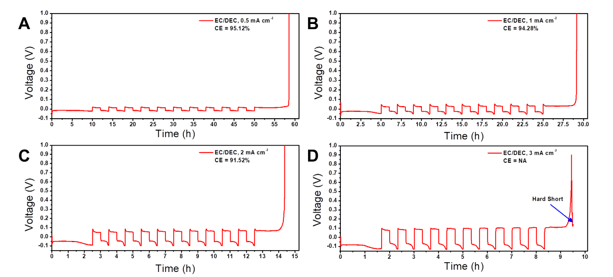 A
EC/DEC, 0.5 mA cm⁻¹
CE = 95.12%
Voltage (V)
1.0
0.9
0.8
0.7
0.6
0.5
0.4
0.3
0.2
0.1
0.0
-0.1
0 5 10 15 20 25 30 35 40 45 50 55 60
Time (h)
B
EC/DEC, 1 mA cm⁻¹
CE = 94.28%
Voltage (V)
1.0
0.9
0.8
0.7
0.6
0.5
0.4
0.3
0.2
0.1
0.0
-0.1
0.0 2.5 5.0 7.5 10.0 12.5 15.0 17.5 20.0 22.5 25.0 27.5 30.0
Time (h)
C
EC/DEC, 2 mA cm⁻¹
CE = 91.52%
Voltage (V)
1.0
0.9
0.8
0.7
0.6
0.5
0.4
0.3
0.2
0.1
0.0
-0.1
0 1 2 3 4 5 6 7 8 9 10 11 12 13 14 15
Time (h)
D
EC/DEC, 3 mA cm⁻¹
CE = NA
Hard Short
Voltage (V)
1.0
0.9
0.8
0.7
0.6
0.5
0.4
0.3
0.2
0.1
0.0
-0.1
0 1 2 3 4 5 6 7 8 9 10
Time (h)